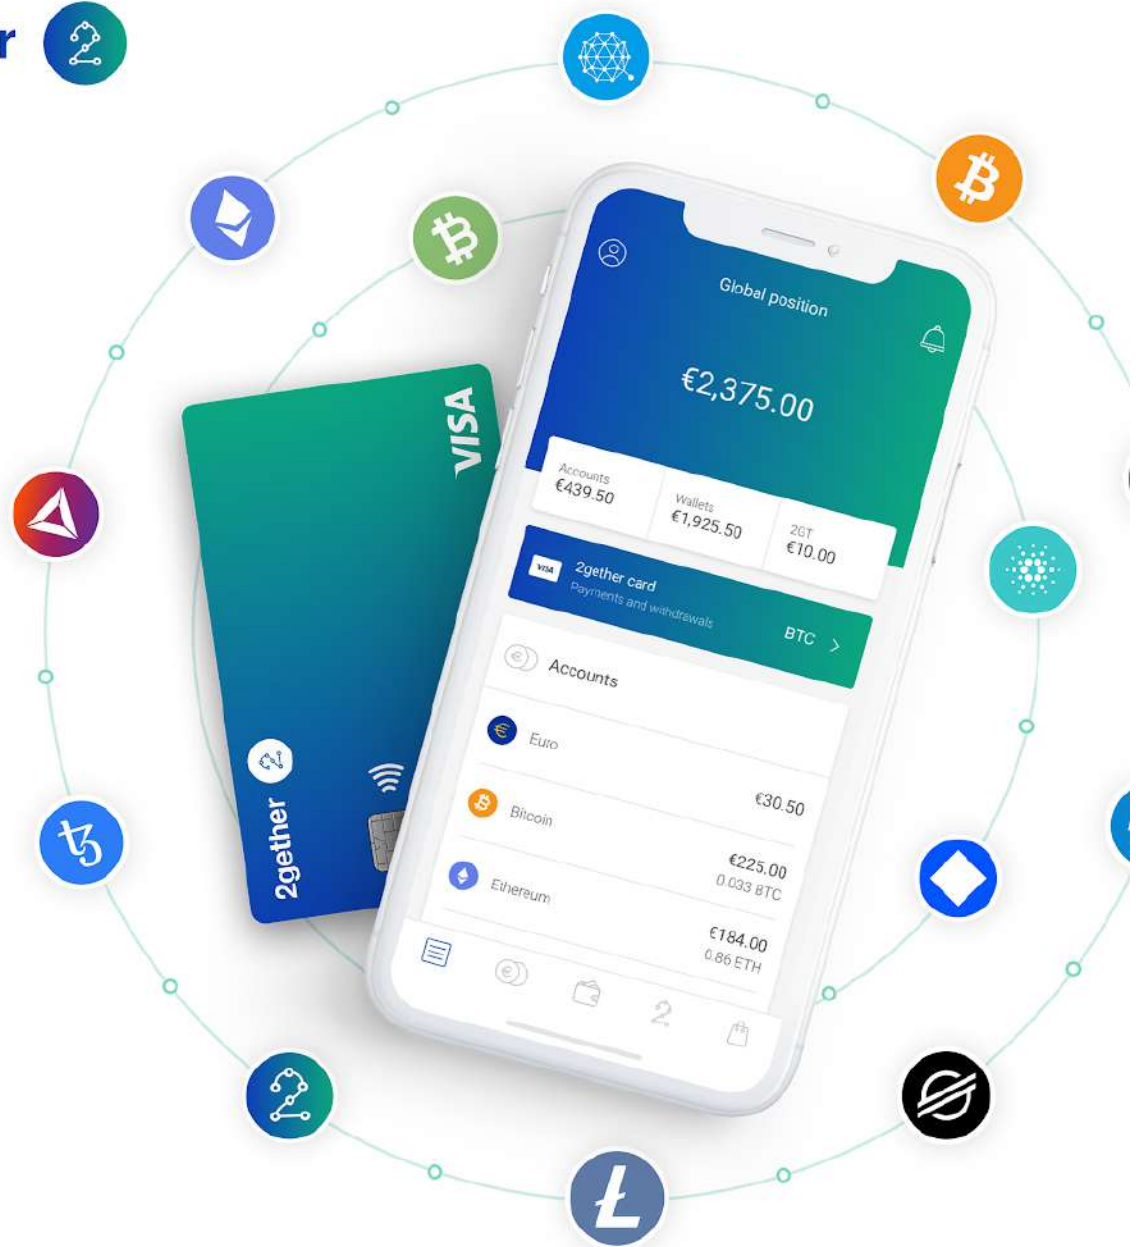 r
Global position
€2,375.00
Accounts
€439.50
Wallets
€1,925.50
2GT
€10.00
VISA
2gether card
Payments and withdrawals
BTC
Accounts
Euro
€30.50
Bitcoin
€225.00
0.033 BTC
Ethereum
€184.00
0.86 ETH
VISA
2gether